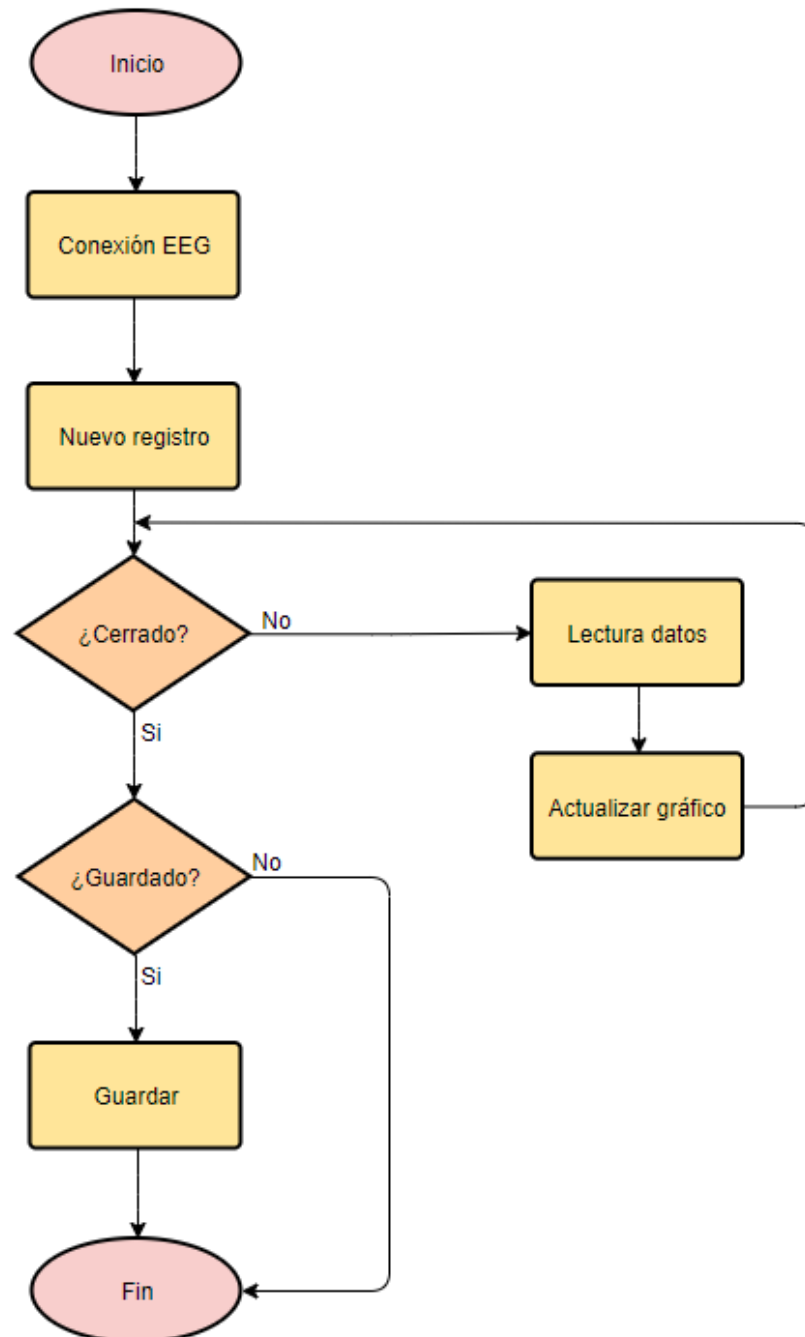 Inicio
Conexión EEG
Nuevo registro
¿Cerrado?
No
Lectura datos
Si
Actualizar gráfico
¿Guardado?
No
Si
Guardar
Fin